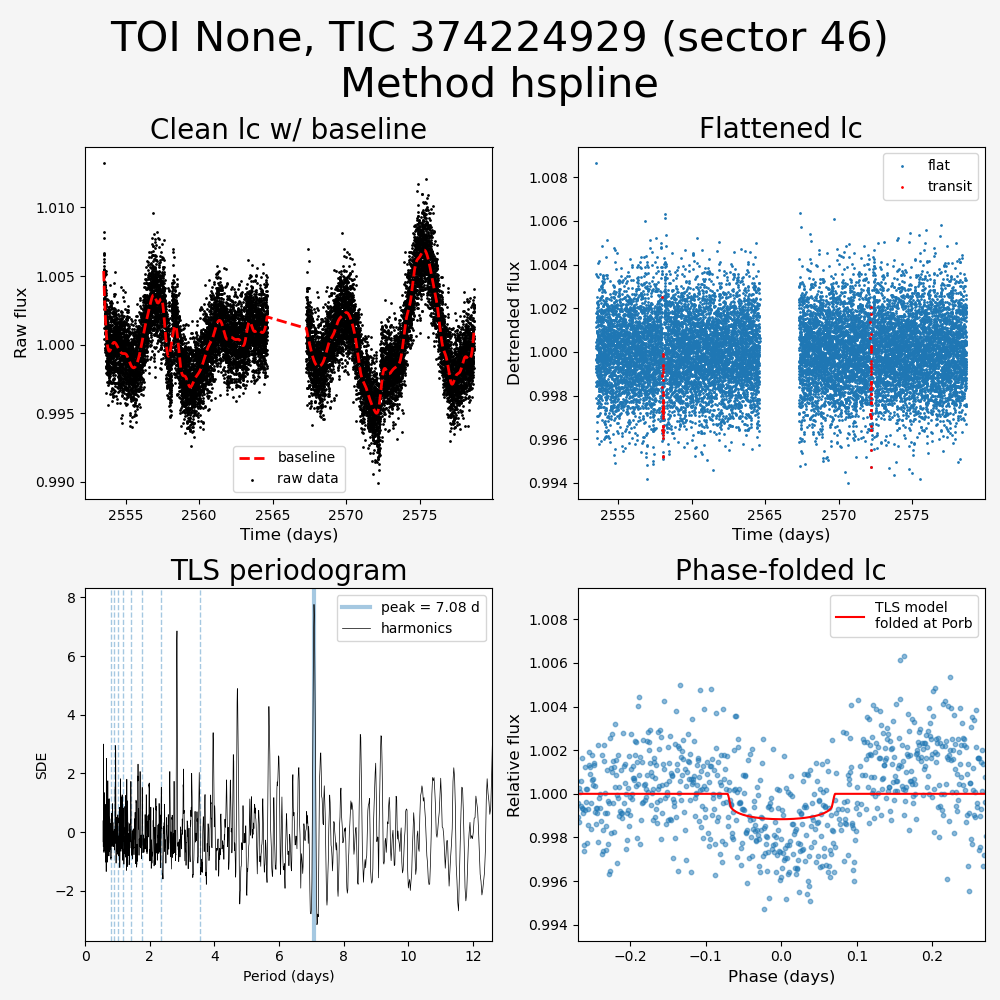 TOI None, TIC 374224929 (sector 46)
Method hspline
Clean lc w/ baseline
Raw flux
1.010
1.005
1.000
0.995
0.990
baseline
raw data
2555 2560 2565 2570 2575
Time (days)
Flattened lc
Detrended flux
1.008
1.006
1.004
1.002
1.000
0.998
0.996
0.994
flat
transit
2555 2560 2565 2570 2575
Time (days)
TLS periodogram
SDE
8
6
4
2
0
−2
peak = 7.08 d
harmonics
0 2 4 6 8 10 12
Period (days)
Phase-folded lc
Relative flux
1.008
1.006
1.004
1.002
1.000
0.998
0.996
0.994
TLS model
folded at Porb
−0.2 −0.1 0.0 0.1 0.2
Phase (days)